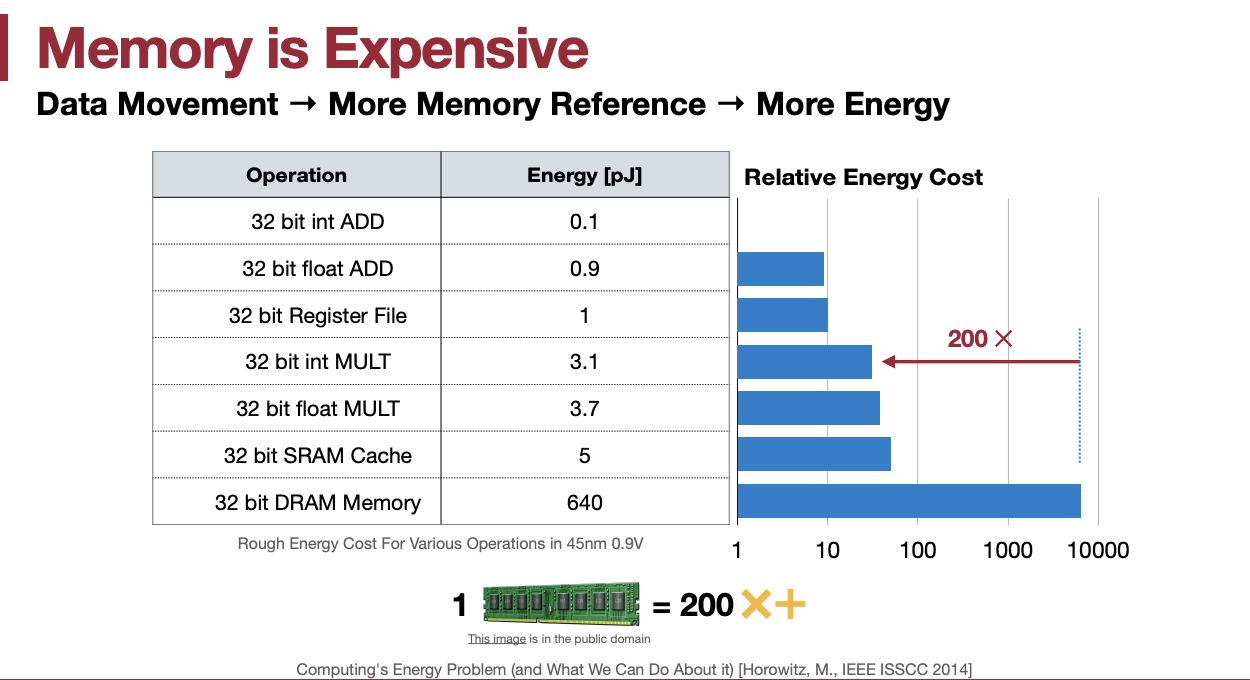 Memory is Expensive
Data Movement → More Memory Reference → More Energy
Operation Energy [pJ] Relative Energy Cost
32 bit int ADD 0.1
32 bit float ADD 0.9
32 bit Register File 1
200 ×
32 bit int MULT 3.1
32 bit float MULT 3.7
32 bit SRAM Cache 5
32 bit DRAM Memory 640
Rough Energy Cost For Various Operations in 45nm 0.9V
1 10 100 1000 10000
1 = 200 ×+
This image is in the public domain
Computing's Energy Problem (and What We Can Do About it) [Horowitz, M., IEEE ISSCC 2014]